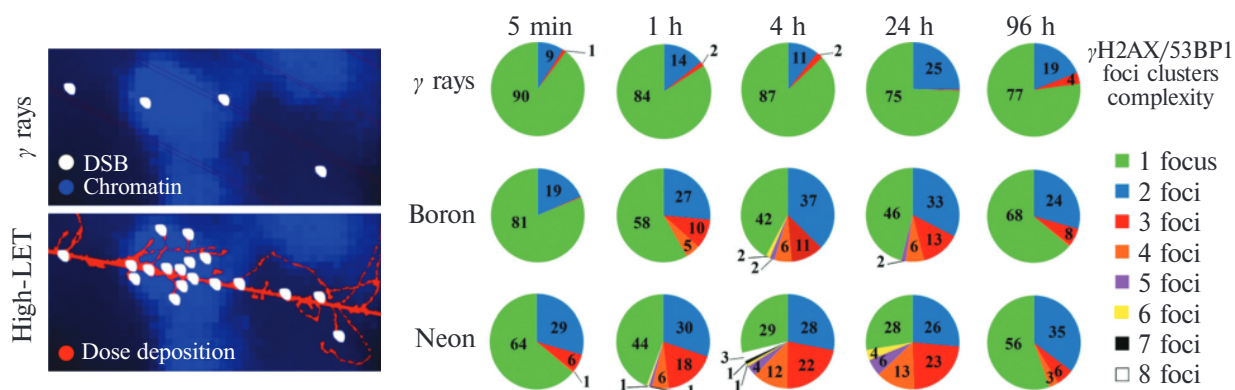 5 min
1 h
4 h
24 h
96 h
γ rays
DSB
Chromatin
High-LET
Dose deposition
γ rays
9
1
90
14
2
84
11
2
87
25
75
19
4
77
Boron
19
81
27
10
5
58
37
11
6
2
2
42
33
13
6
2
46
24
8
68
Neon
29
6
1
64
30
18
6
1
1
44
28
22
12
4
1
1
3
29
26
23
13
6
4
28
35
6
3
56
γH2AX/53BP1
foci clusters
complexity
1 focus
2 foci
3 foci
4 foci
5 foci
6 foci
7 foci
8 foci